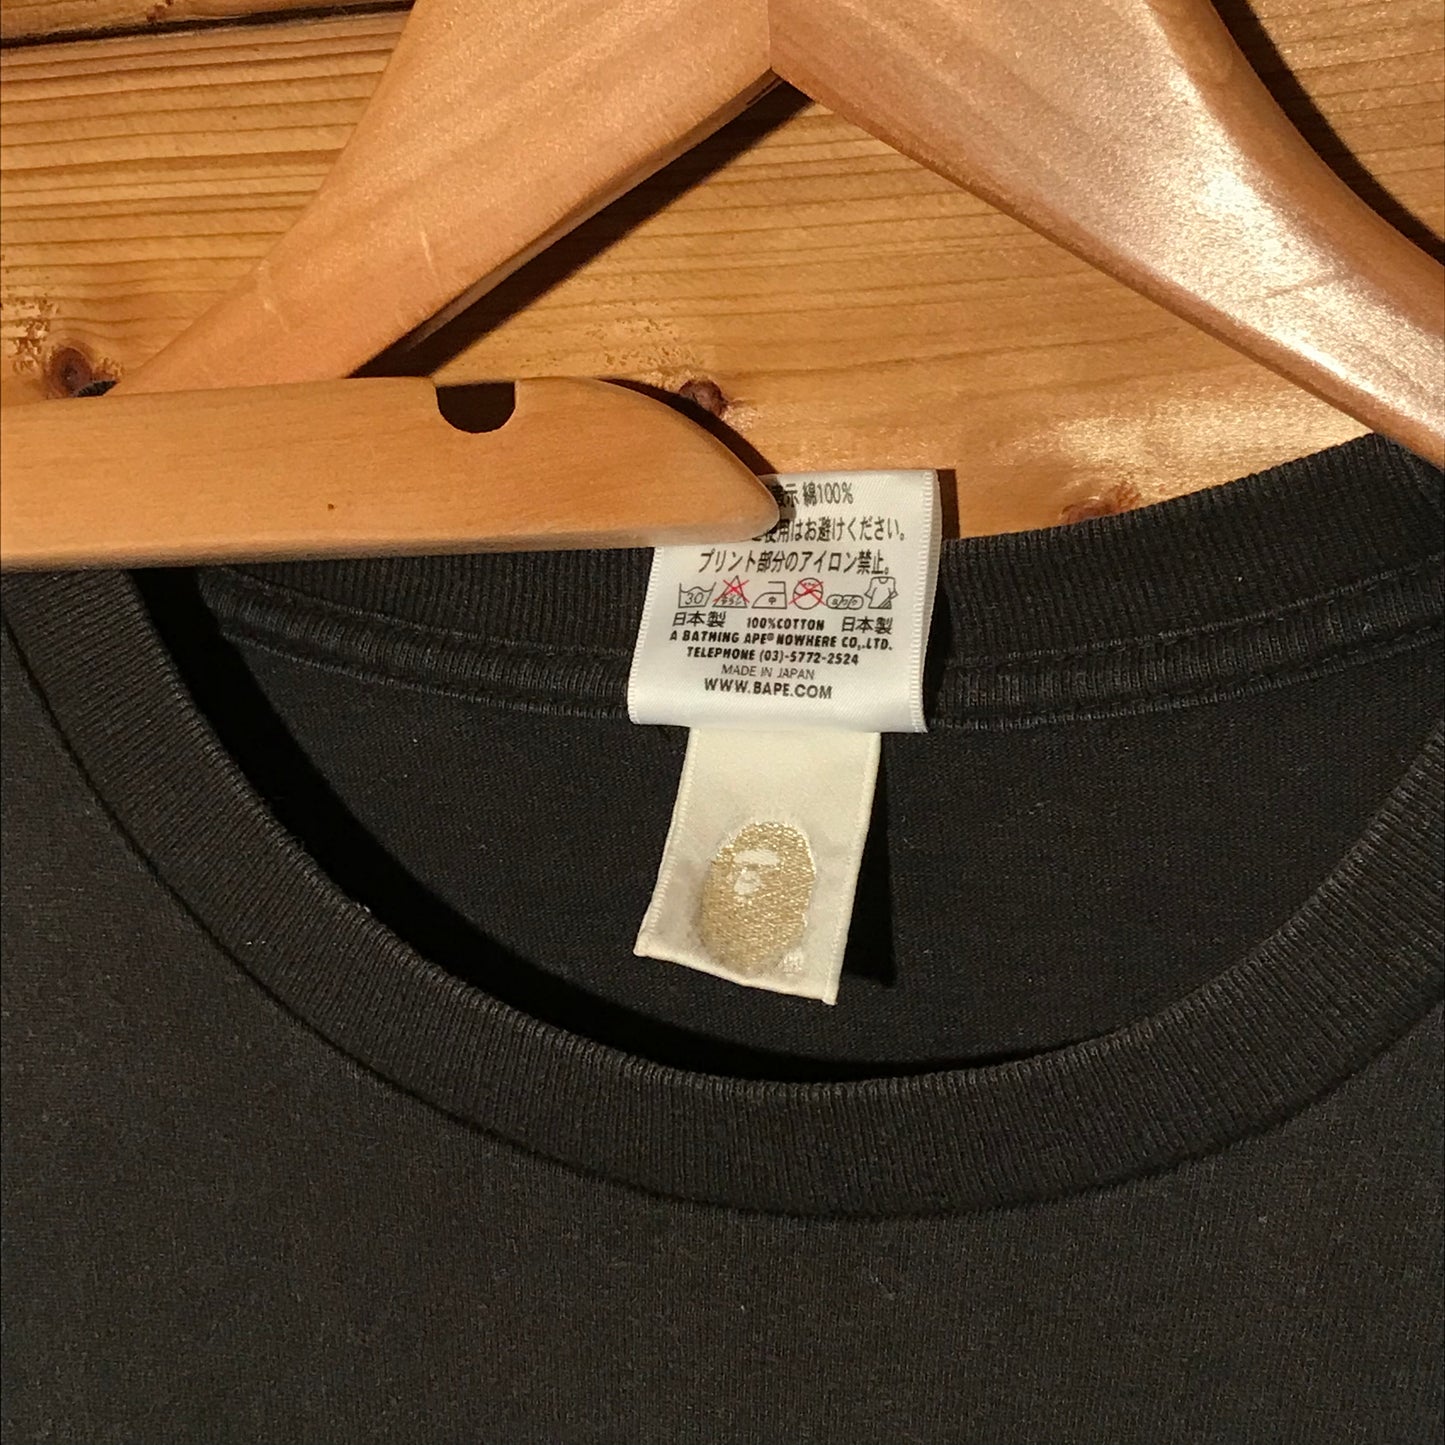 示 綿100%
使用はお避けください。
プリント部分のアイロン禁止。
30
日本製 100%COTTON 日本製
A BATHING APE® NOWHERE CO,.LTD.
TELEPHONE (03)-5772-2524
MADE IN JAPAN
WWW.BAPE.COM